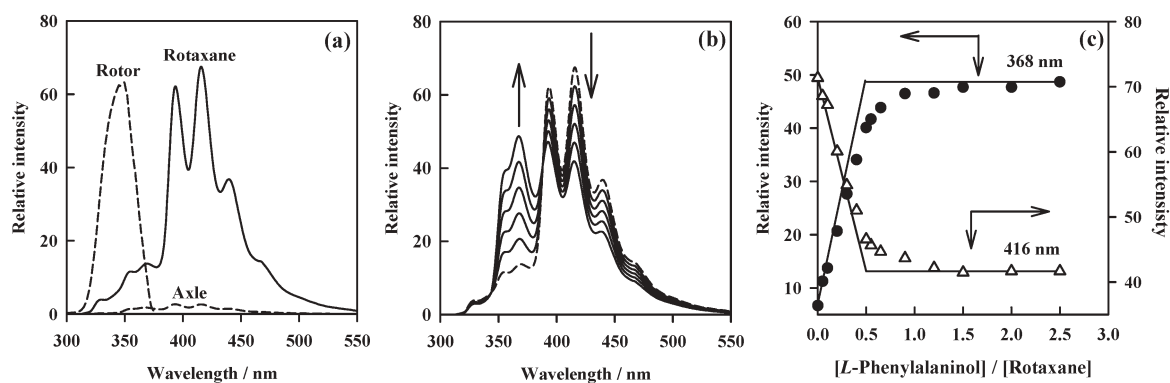 (a)
80
60
40
20
0
Relative intensity
Rotor
Rotaxane
Axle
300 350 400 450 500 550
Wavelength / nm
(b)
80
60
40
20
0
Relative intensity
300 350 400 450 500 550
Wavelength / nm
(c)
60
50
40
30
20
10
Relative intensity
368 nm
416 nm
80
70
60
50
40
Relative intensisty
0.0 0.5 1.0 1.5 2.0 2.5 3.0
[L-Phenylalaninol] / [Rotaxane]